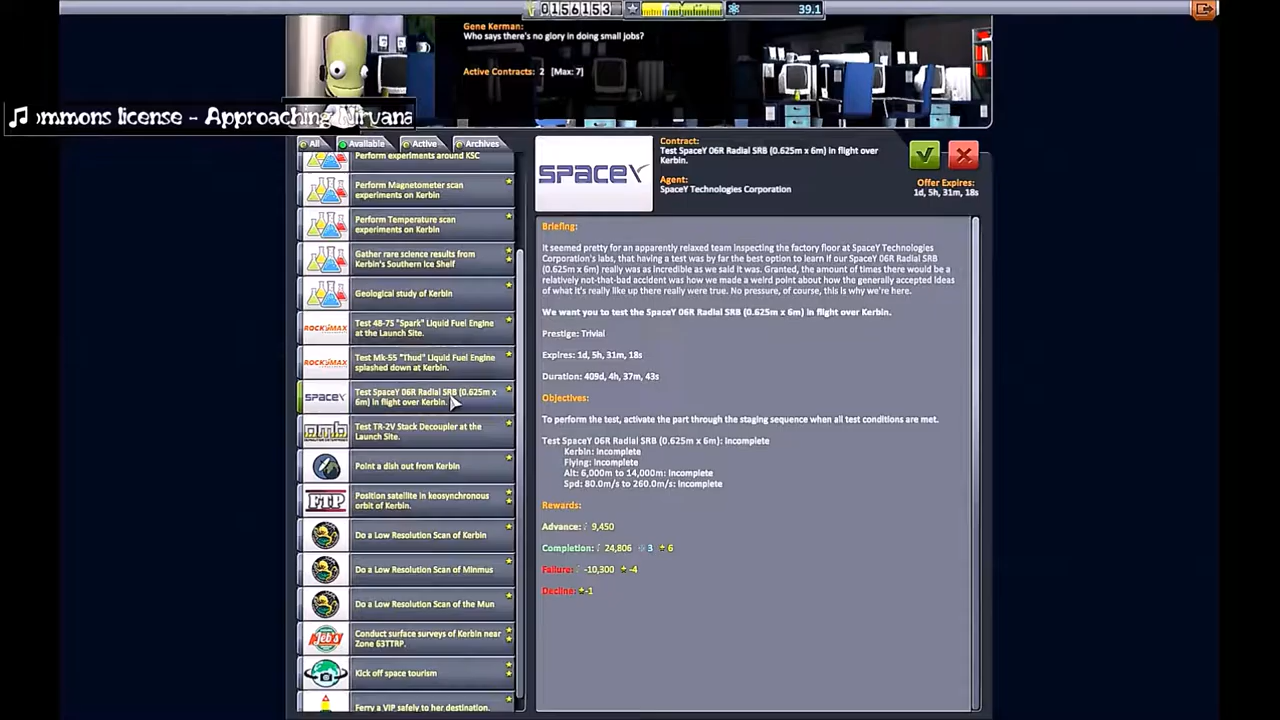 0156153
39.1
Gene Kerman:
Who says there's no glory in doing small jobs?
Active Contracts: 2 [Max: 7]
ommons license - Approaching Nirvana
All
Available
Active
Archives
Perform experiments around KSC
Perform Magnetometer scan
experiments on Kerbin
Perform Temperature scan
experiments on Kerbin
Gather rare science results from
Kerbin's Southern Ice Shelf
Geological study of Kerbin
ROCKOMAX
Test 48-7S "Spark" Liquid Fuel Engine
at the Launch Site.
ROCKOMAX
Test Mk-55 "Thud" Liquid Fuel Engine
splashed down at Kerbin.
SPACEY
Test SpaceY 06R Radial SRB (0.625m x
6m) in flight over Kerbin.
Test TR-2V Stack Decoupler at the
Launch Site.
Point a dish out from Kerbin
FTP
Position satellite in keosynchronous
orbit of Kerbin.
Do a Low Resolution Scan of Kerbin
Do a Low Resolution Scan of Minmus
Do a Low Resolution Scan of the Mun
Jeb's
Conduct surface surveys of Kerbin near
Zone 63TTRP.
Kick off space tourism
Ferry a VIP safely to her destination.
SPACEY
Contract:
Test SpaceY 06R Radial SRB (0.625m x 6m) in flight over
Kerbin.
Agent:
SpaceY Technologies Corporation
Offer Expires:
1d, 5h, 31m, 18s
Briefing:
It seemed pretty for an apparently relaxed team inspecting the factory floor at SpaceY Technologies
Corporation's labs, that having a test was by far the best option to learn if our SpaceY 06R Radial SRB
(0.625m x 6m) really was as incredible as we said it was. Granted, the amount of times there would be a
relatively not-that-bad accident was how we made a weird point about how the generally accepted ideas
of what it's really like up there really were true. No pressure, of course, this is why we're here.
We want you to test the SpaceY 06R Radial SRB (0.625m x 6m) in flight over Kerbin.
Prestige: Trivial
Expires: 1d, 5h, 31m, 18s
Duration: 409d, 4h, 37m, 43s
Objectives:
To perform the test, activate the part through the staging sequence when all test conditions are met.
Test SpaceY 06R Radial SRB (0.625m x 6m): Incomplete
Kerbin: Incomplete
Flying: Incomplete
Alt: 6,000m to 14,000m: Incomplete
Spd: 80.0m/s to 260.0m/s: Incomplete
Rewards:
Advance: 9,450
Completion: 24,806 3 6
Failure: -10,300 -4
Decline: -1